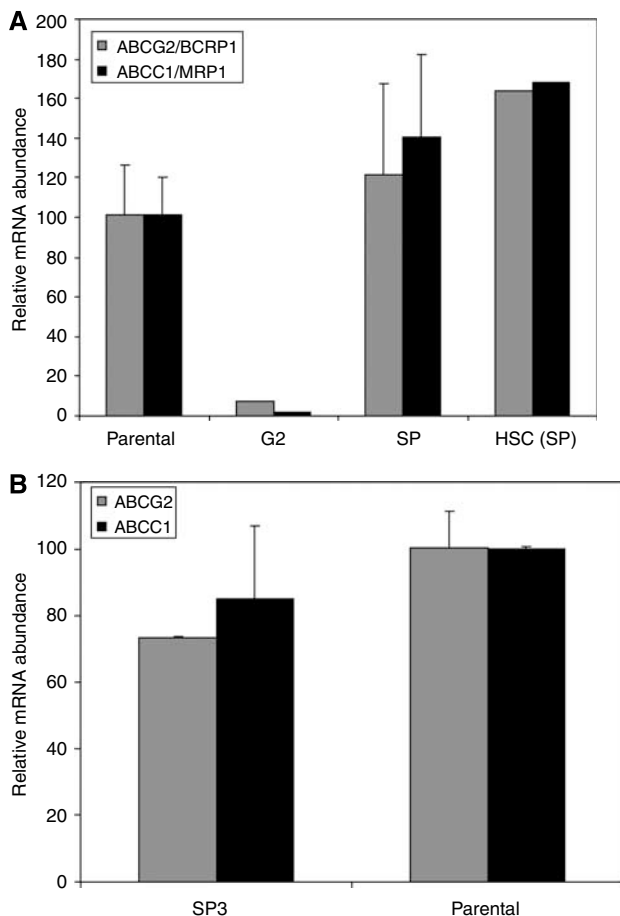 A
ABCG2/BCRP1
ABCC1/MRP1
Relative mRNA abundance
200
180
160
140
120
100
80
60
40
20
0
Parental G2 SP HSC (SP)
B
ABCG2
ABCC1
Relative mRNA abundance
120
100
80
60
40
20
0
SP3 Parental